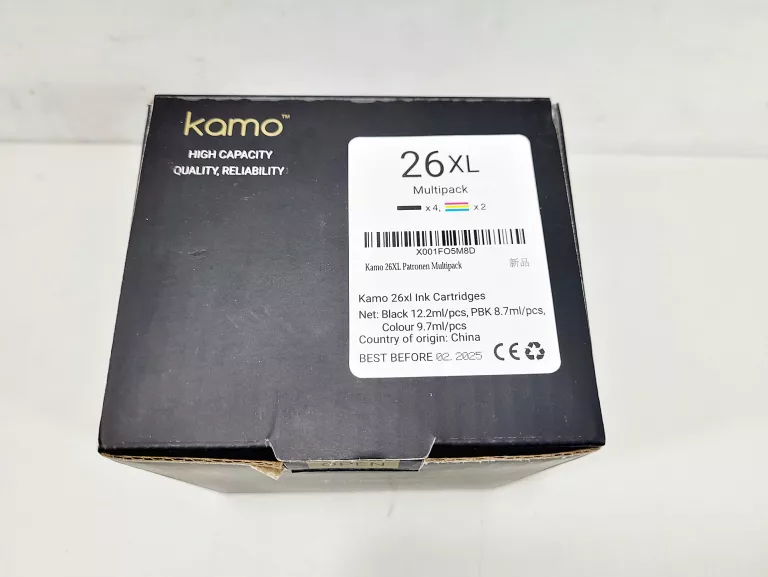 kamo™
HIGH CAPACITY
QUALITY, RELIABILITY
26XL
Multipack
x 4, x 2
X001FO5M8D
Kamo 26XL Patronen Multipack
新品
Kamo 26xl Ink Cartridges
Net: Black 12.2ml/pcs, PBK 8.7ml/pcs,
Colour 9.7ml/pcs
Country of origin: China
BEST BEFORE 02. 2025 CE
OPEN